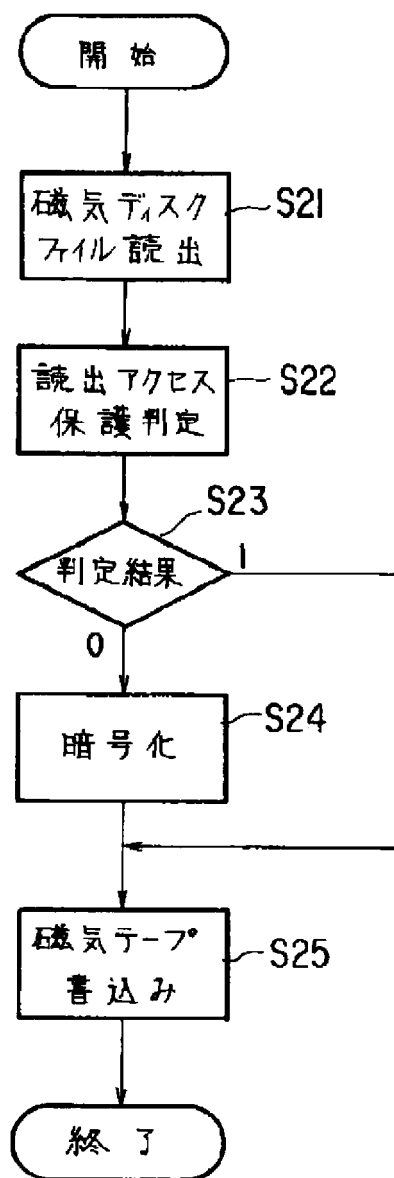 開始
磁気ディスク
ファイル読出
S21
読出アクセス
保護判定
S22
S23
判定結果
1
0
暗号化
S24
磁気テープ
書込み
S25
終了